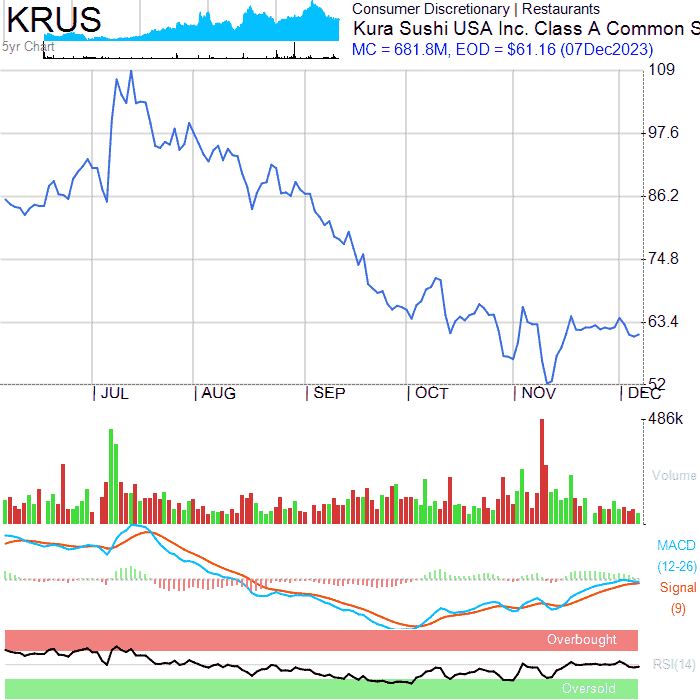 KRUS
5yr Chart
Consumer Discretionary | Restaurants
Kura Sushi USA Inc. Class A Common S
MC = 681.8M, EOD = $61.16 (07Dec2023)
109
97.6
86.2
74.8
63.4
52
JUL AUG SEP OCT NOV DEC
486k
Volume
MACD
(12-26)
Signal
(9)
Overbought
RSI(14)
Oversold